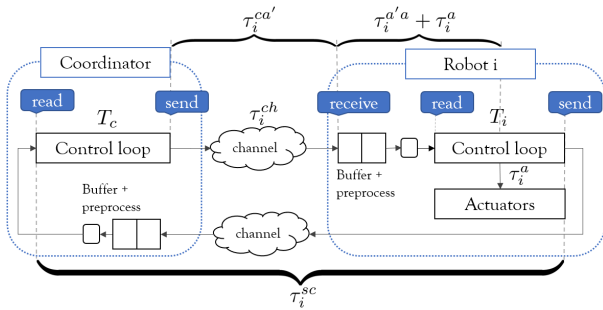 τ_i^{ca'}
τ_i^{a'a} + τ_i^a
Coordinator
Robot i
read
send
receive
read
send
T_c
τ_i^{ch}
T_i
Control loop
channel
Control loop
Buffer +
preprocess
τ_i^a
Buffer +
preprocess
Actuators
channel
τ_i^{sc}